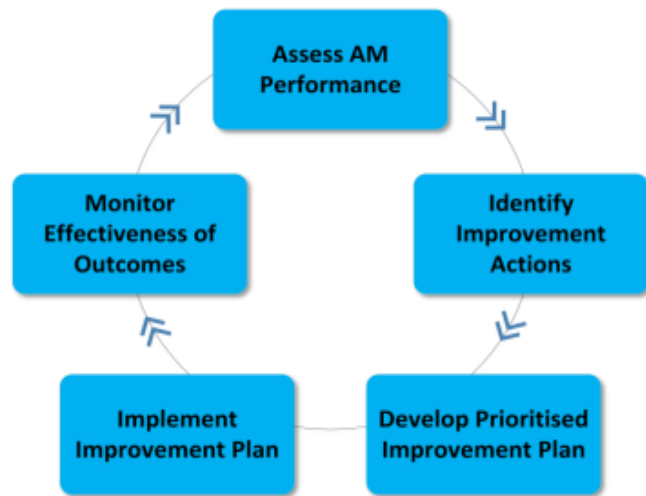 Assess AM
Performance
Identify
Improvement
Actions
Develop Prioritised
Improvement Plan
Implement
Improvement Plan
Monitor
Effectiveness of
Outcomes